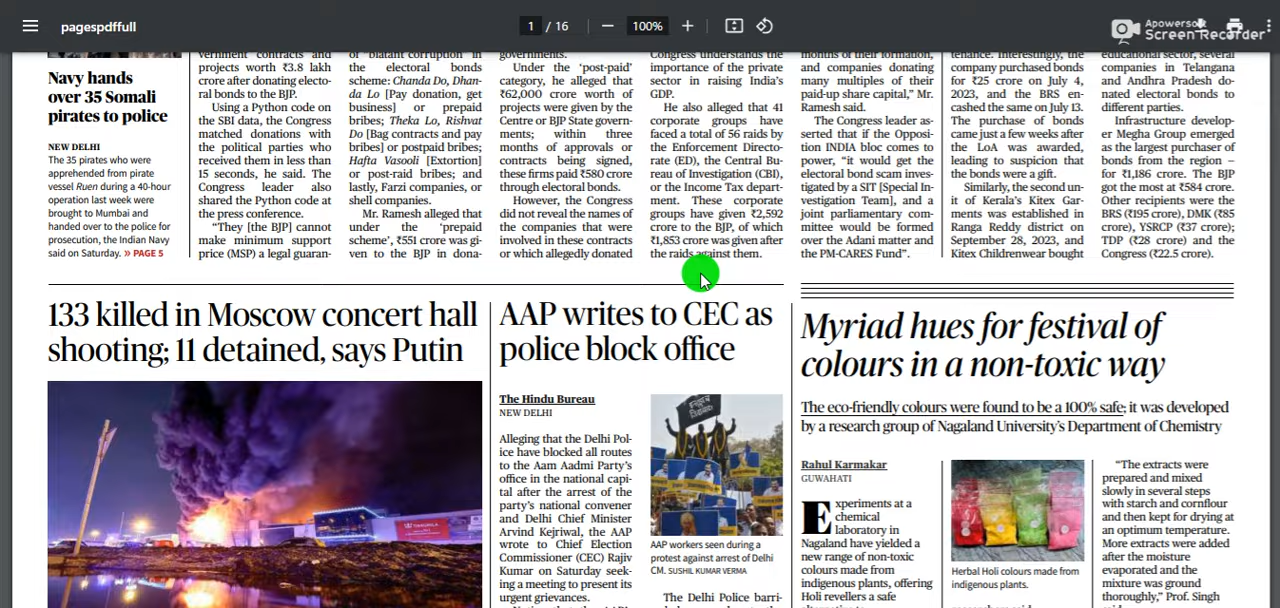 pagespdffull
1 / 16
100%
Apowersoft
Screen Recorder
Navy hands
over 35 Somali
pirates to police
NEW DELHI
The 35 pirates who were
apprehended from pirate
vessel Ruen during a 40-hour
operation last week were
brought to Mumbai and
handed over to the police for
prosecution, the Indian Navy
said on Saturday. » PAGE 5
vernment contracts and
projects worth ₹3.8 lakh
crore after donating electo-
ral bonds to the BJP.
Using a Python code on
the SBI data, the Congress
matched donations with
the political parties who
received them in less than
15 seconds, he said. The
Congress leader also
shared the Python code at
the press conference.
“They [the BJP] cannot
make minimum support
price (MSP) a legal guaran-
of blatant corruption in
the electoral bonds
scheme: Chanda Do, Dhan-
da Lo [Pay donation, get
business] or prepaid
bribes; Theka Lo, Rishvat
Do [Bag contracts and pay
bribes] or postpaid bribes;
Hafta Vasooli [Extortion]
or post-raid bribes; and
lastly, Farzi companies, or
shell companies.
Mr. Ramesh alleged that
under the ‘prepaid
scheme’, ₹551 crore was gi-
ven to the BJP in dona-
governments.
Under the ‘post-paid’
category, he alleged that
₹62,000 crore worth of
projects were given by the
Centre or BJP State govern-
ments; within three
months of approvals or
contracts being signed,
these firms paid ₹580 crore
through electoral bonds.
However, the Congress
did not reveal the names of
the companies that were
involved in these contracts
or which allegedly donated
Congress understands the
importance of the private
sector in raising India’s
GDP.
He also alleged that 41
corporate groups have
faced a total of 56 raids by
the Enforcement Directo-
rate (ED), the Central Bu-
reau of Investigation (CBI),
or the Income Tax depart-
ment. These corporate
groups have given ₹2,592
crore to the BJP, of which
₹1,853 crore was given after
the raids against them.
months of their formation,
and companies donating
many multiples of their
paid-up share capital,” Mr.
Ramesh said.
The Congress leader as-
serted that if the Opposi-
tion INDIA bloc comes to
power, “it would get the
electoral bond scam inves-
tigated by a SIT [Special In-
vestigation Team], and a
joint parliamentary com-
mittee would be formed
over the Adani matter and
the PM-CARES Fund”.
tenance. Interestingly, the
company purchased bonds
for ₹25 crore on July 4,
2023, and the BRS en-
cashed the same on July 13.
The purchase of bonds
came just a few weeks after
the LoA was awarded,
leading to suspicion that
the bonds were a gift.
Similarly, the second un-
it of Kerala’s Kitex Gar-
ments was established in
Ranga Reddy district on
September 28, 2023, and
Kitex Childrenwear bought
educational sector, several
companies in Telangana
and Andhra Pradesh do-
nated electoral bonds to
different parties.
Infrastructure develop-
er Megha Group emerged
as the largest purchaser of
bonds from the region –
for ₹1,186 crore. The BJP
got the most at ₹584 crore.
Other recipients were the
BRS (₹195 crore), DMK (₹85
crore), YSRCP (₹37 crore);
TDP (₹28 crore) and the
Congress (₹22.5 crore).
133 killed in Moscow concert hall
shooting; 11 detained, says Putin
AAP writes to CEC as
police block office
The Hindu Bureau
NEW DELHI
Alleging that the Delhi Pol-
ice have blocked all routes
to the Aam Aadmi Party’s
office in the national capi-
tal after the arrest of the
party’s national convener
and Delhi Chief Minister
Arvind Kejriwal, the AAP
wrote to Chief Election
Commissioner (CEC) Rajiv
Kumar on Saturday seek-
ing a meeting to present its
urgent grievances.
AAP workers seen during a
protest against arrest of Delhi
CM. SUSHIL KUMAR VERMA
The Delhi Police barri-
Myriad hues for festival of
colours in a non-toxic way
The eco-friendly colours were found to be a 100% safe; it was developed
by a research group of Nagaland University’s Department of Chemistry
Rahul Karmakar
GUWAHATI
Experiments at a
chemical
laboratory in
Nagaland have yielded a
new range of non-toxic
colours made from
indigenous plants, offering
Holi revellers a safe
Herbal Holi colours made from
indigenous plants.
“The extracts were
prepared and mixed
slowly in several steps
with starch and cornflour
and then kept for drying at
an optimum temperature.
More extracts were added
after the moisture
evaporated and the
mixture was ground
thoroughly,” Prof. Singh